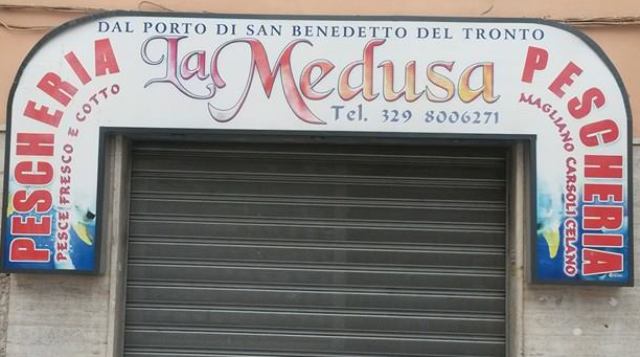 DAL PORTO DI SAN BENEDETTO DEL TRONTO
La Medusa
Tel. 329 8006271
PESCHERIA
PESCE FRESCO E COTTO
PESCHERIA
MAGLIANO CARSOLI CELANO